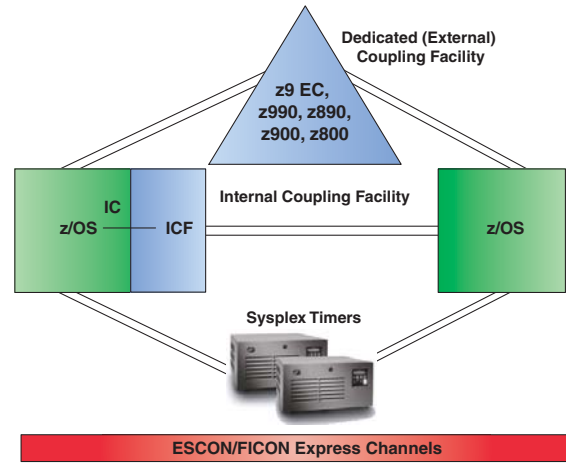 Dedicated (External)
Coupling Facility
z9 EC,
z990, z890,
z900, z800
Internal Coupling Facility
IC
z/OS
ICF
z/OS
Sysplex Timers
ESCON/FICON Express Channels